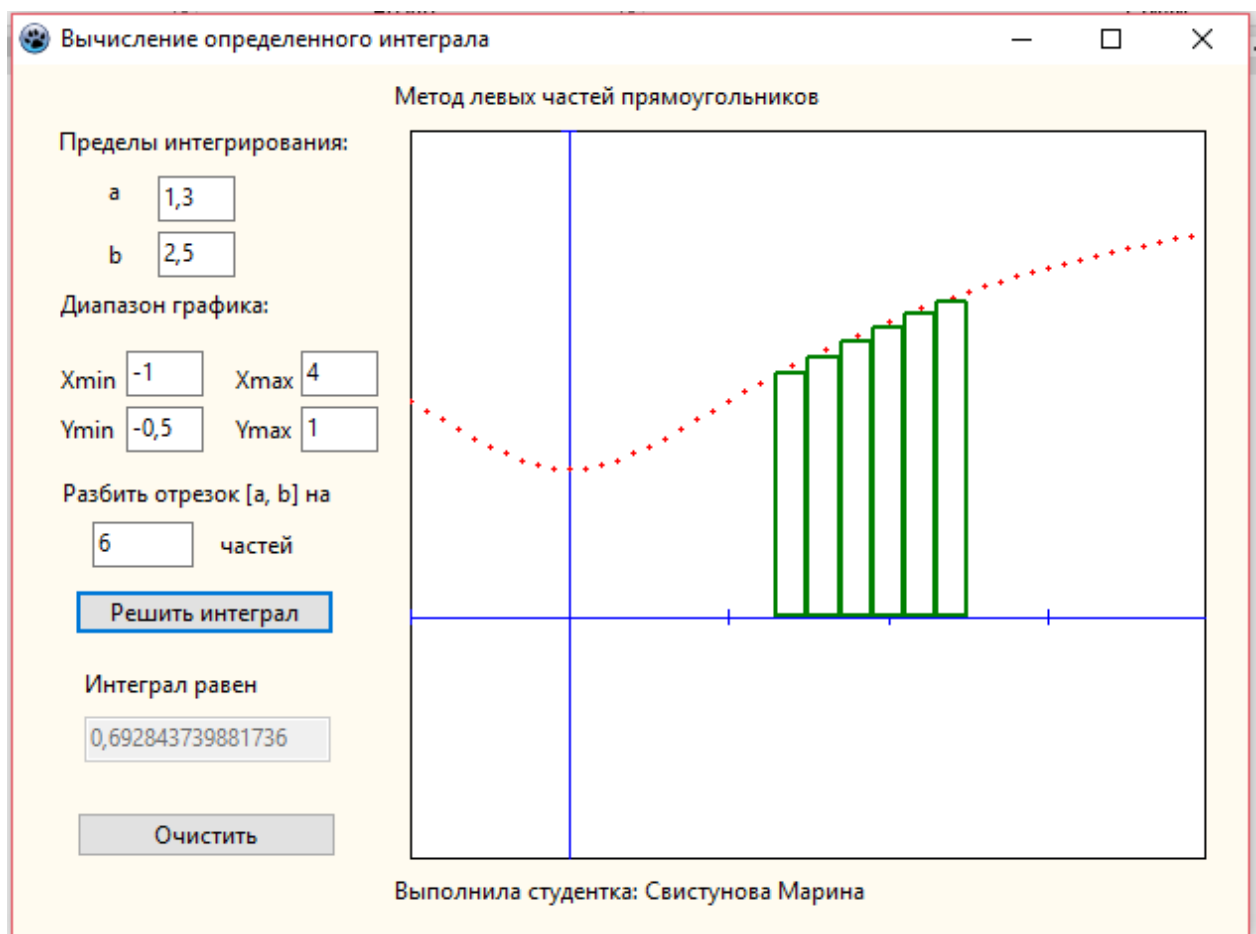 Вычисление определенного интеграла
Метод левых частей прямоугольников
Пределы интегрирования:
a 1,3
b 2,5
Диапазон графика:
Xmin -1 Xmax 4
Ymin -0,5 Ymax 1
Разбить отрезок [a, b] на
6 частей
Решить интеграл
Интеграл равен
0,692843739881736
Очистить
Выполнила студентка: Свистунова Марина